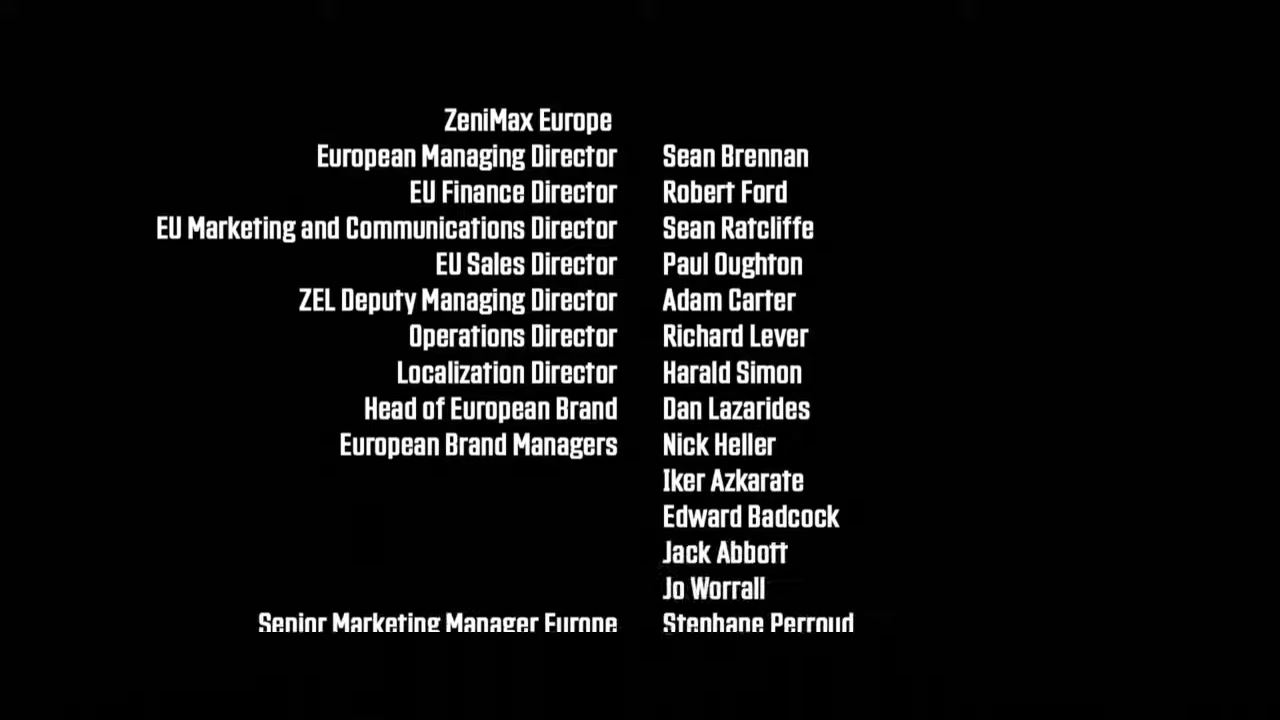 ZeniMax Europe
European Managing Director Sean Brennan
EU Finance Director Robert Ford
EU Marketing and Communications Director Sean Ratcliffe
EU Sales Director Paul Oughton
ZEL Deputy Managing Director Adam Carter
Operations Director Richard Lever
Localization Director Harald Simon
Head of European Brand Dan Lazarides
European Brand Managers Nick Heller
Iker Azkarate
Edward Badcock
Jack Abbott
Jo Worrall
Senior Marketing Manager Europe Stephane Perroud